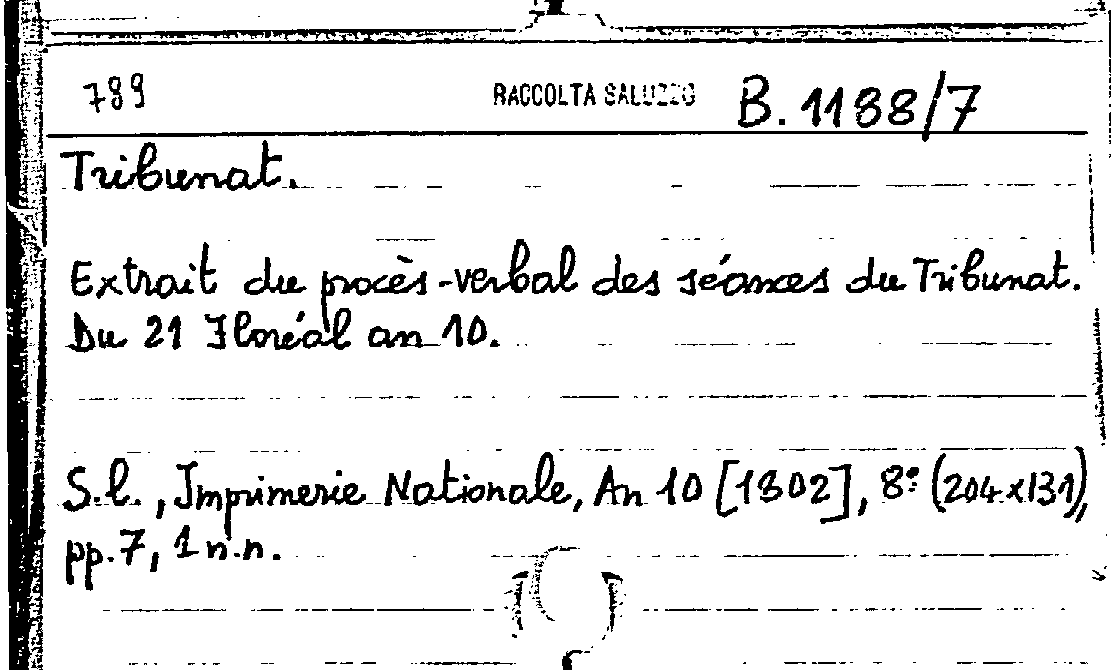 789 RACCOLTA SALUZZO B. 1188/7
Tribunat.
Extrait du procès-verbal des séances du Tribunat.
Du 21 Floréal an 10.
S.l., Imprimerie Nationale, An 10 [1802], 8º (204x131),
pp. 7, 1 n.n.